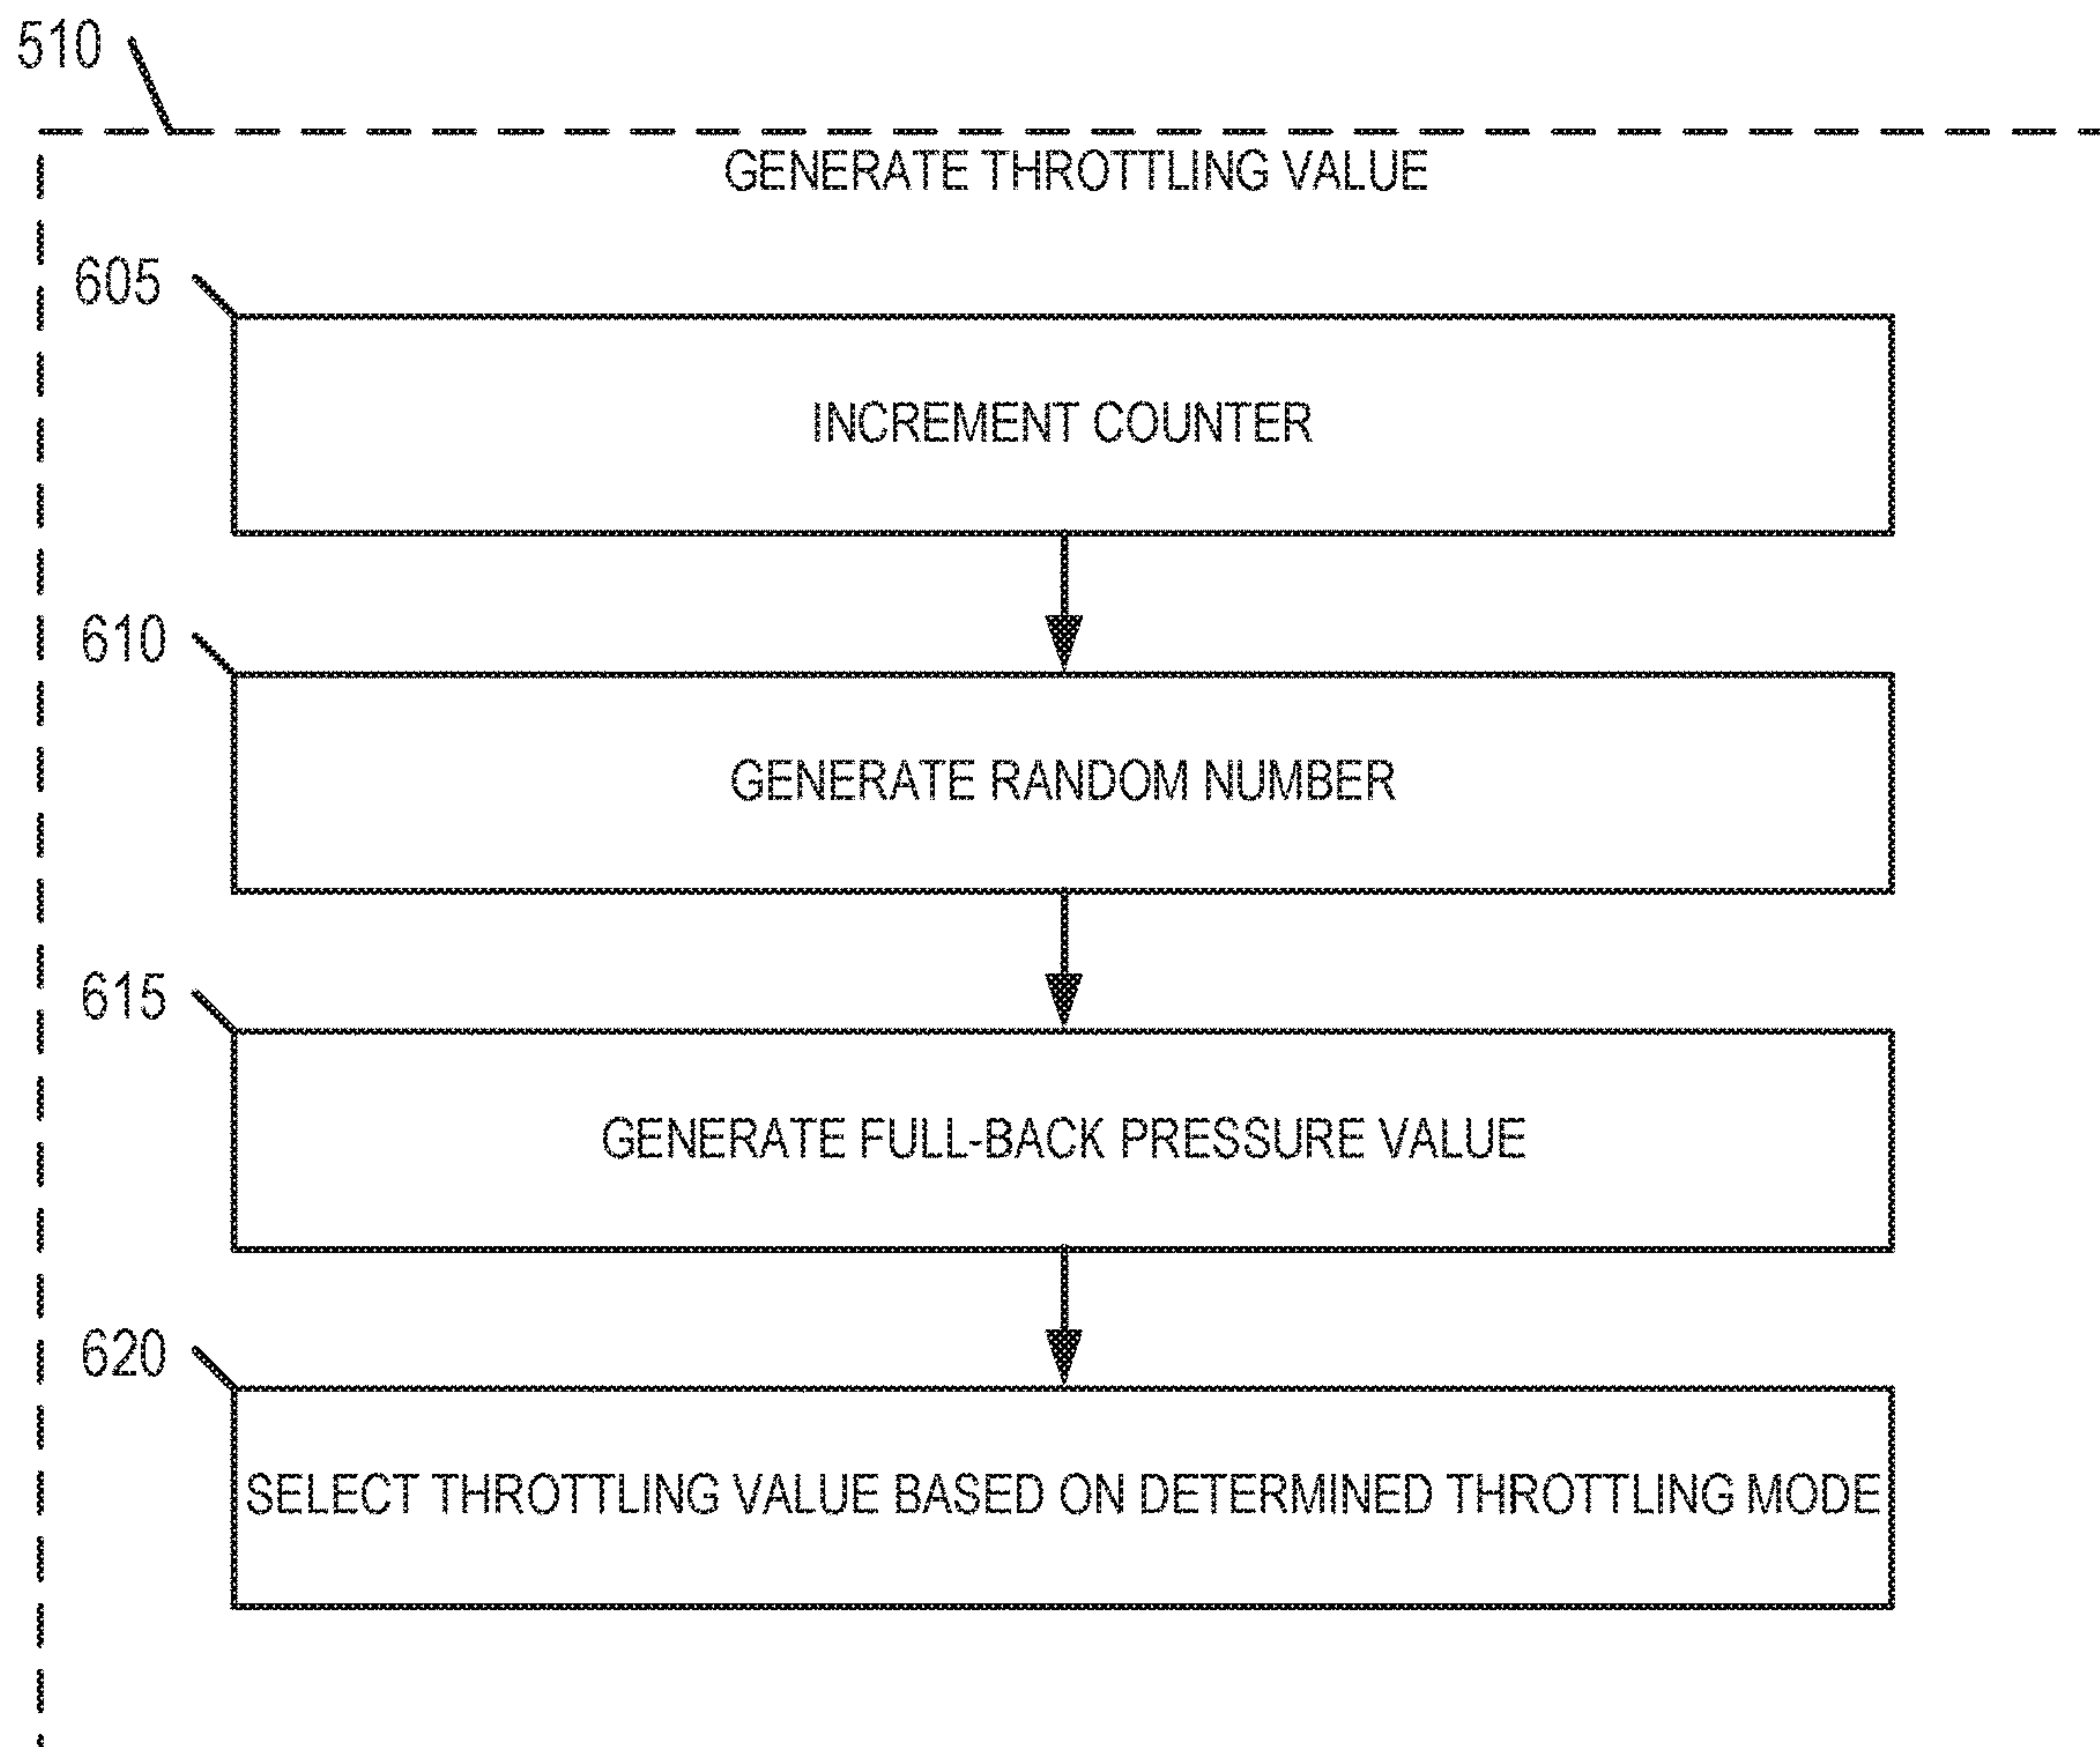 510
GENERATE THROTTLING VALUE
605
INCREMENT COUNTER
610
GENERATE RANDOM NUMBER
615
GENERATE FULL-BACK PRESSURE VALUE
620
SELECT THROTTLING VALUE BASED ON DETERMINED THROTTLING MODE